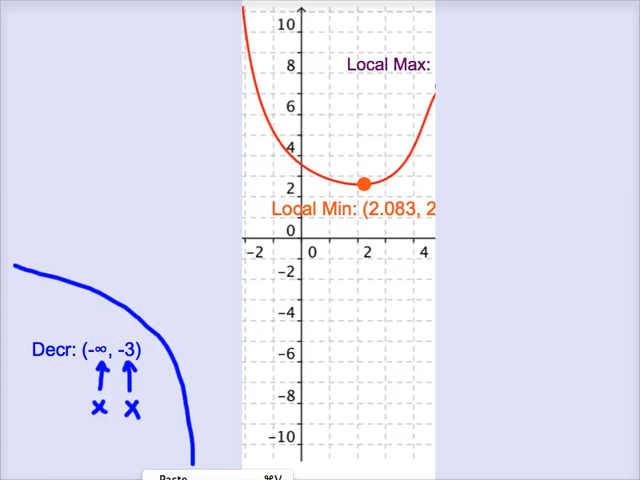 10
8
Local Max:
6
4
2
Local Min: (2.083, 2
0
-2 0 2 4
-2
-4
Decr: (-∞, -3)
-6
x x
-8
-10
Paste ⌘V